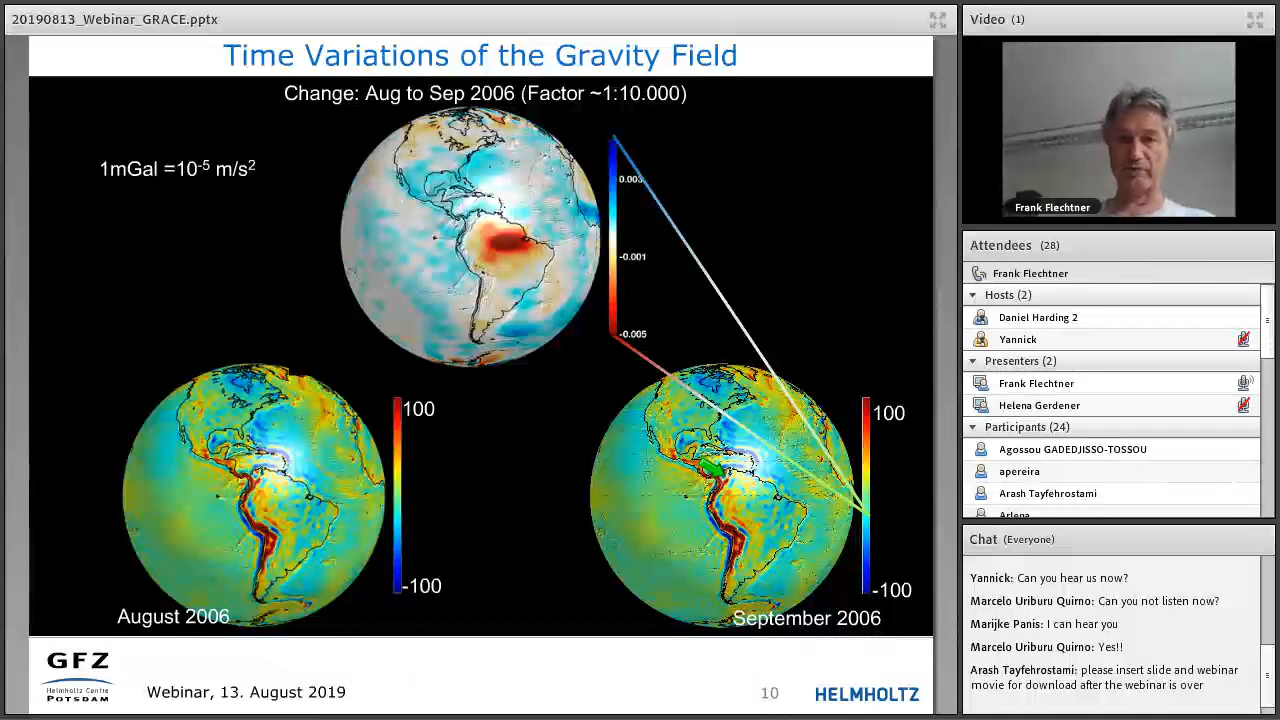 20190813_Webinar_GRACE.pptx
Time Variations of the Gravity Field
Change: Aug to Sep 2006 (Factor ~1:10.000)
1mGal =10-5 m/s2
0.003
-0.001
-0.005
100
-100
August 2006
100
-100
September 2006
GFZ
Helmholtz Centre
POTSDAM
Webinar, 13. August 2019
10
HELMHOLTZ
Video (1)
Frank Flechtner
Attendees (28)
Frank Flechtner
Hosts (2)
Daniel Harding 2
Yannick
Presenters (2)
Frank Flechtner
Helena Gerdener
Participants (24)
Agossou GADEDJISSO-TOSSOU
apereira
Arash Tayfehrostami
Arlena
Chat (Everyone)
Yannick: Can you hear us now?
Marcelo Uriburu Quirno: Can you not listen now?
Marijke Panis: I can hear you
Marcelo Uriburu Quirno: Yes!!
Arash Tayfehrostami: please insert slide and webinar
movie for download after the webinar is over